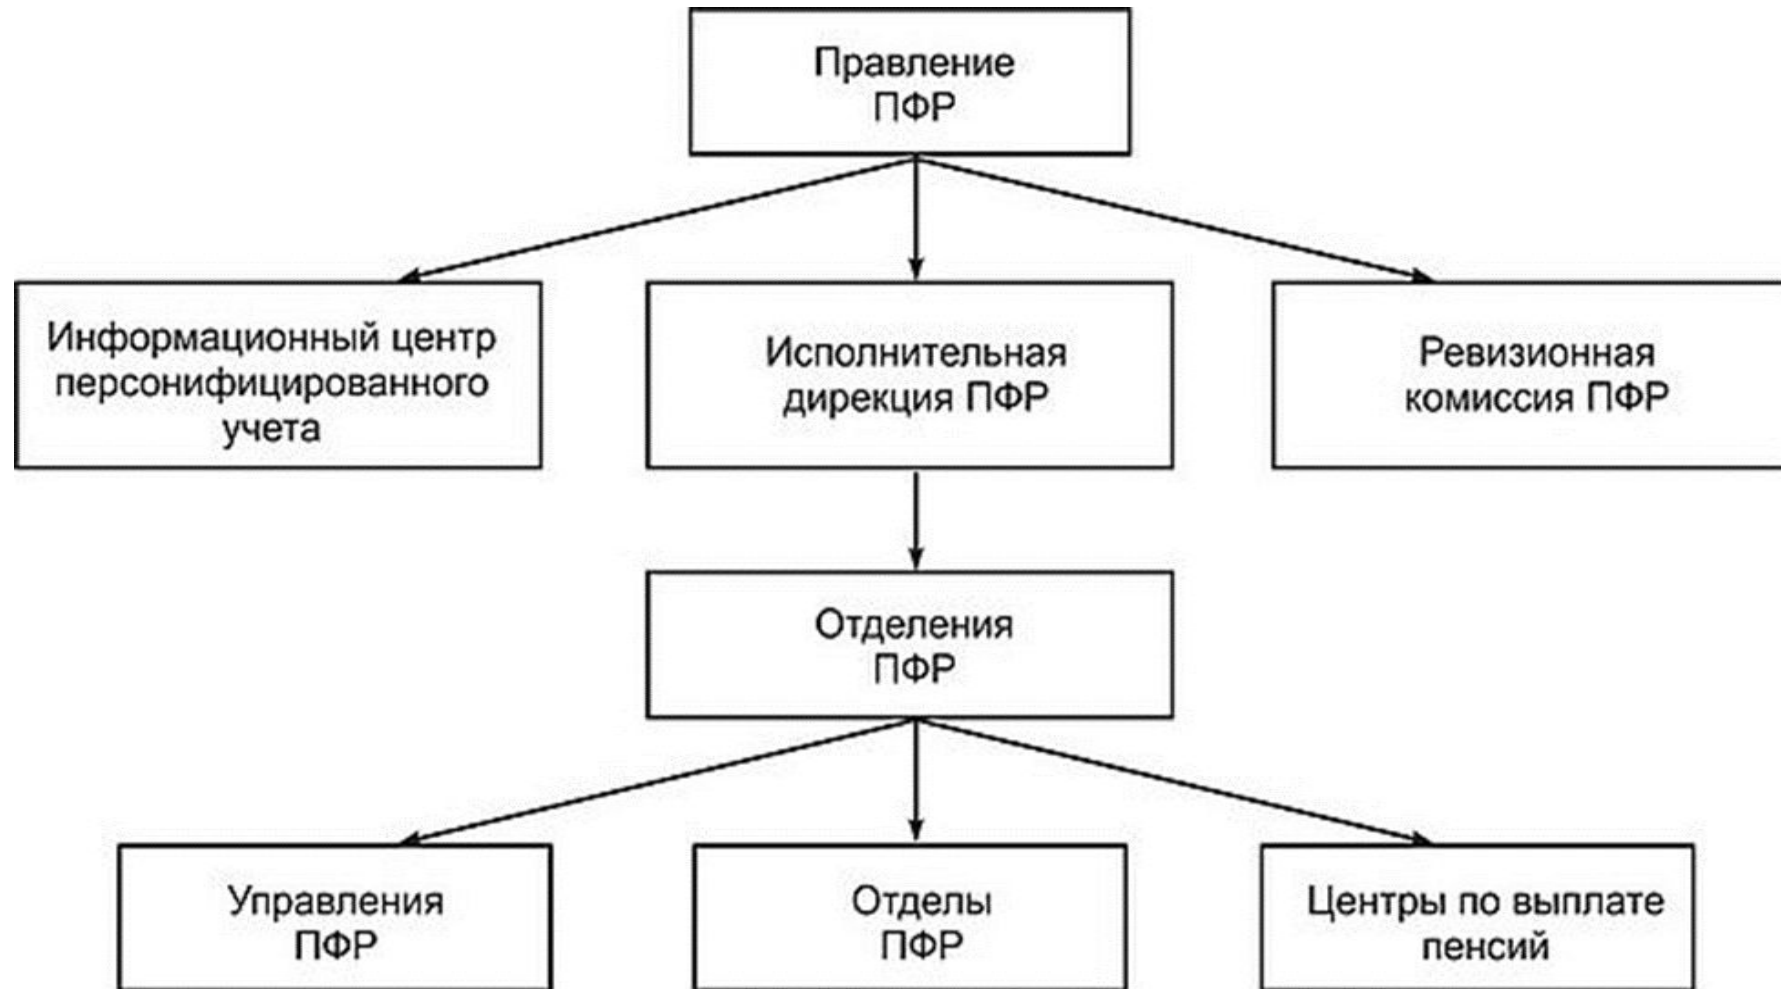 Правление
ПФР
Информационный центр
персонифицированного
учета
Исполнительная
дирекция ПФР
Ревизионная
комиссия ПФР
Отделения
ПФР
Управления
ПФР
Отделы
ПФР
Центры по выплате
пенсий